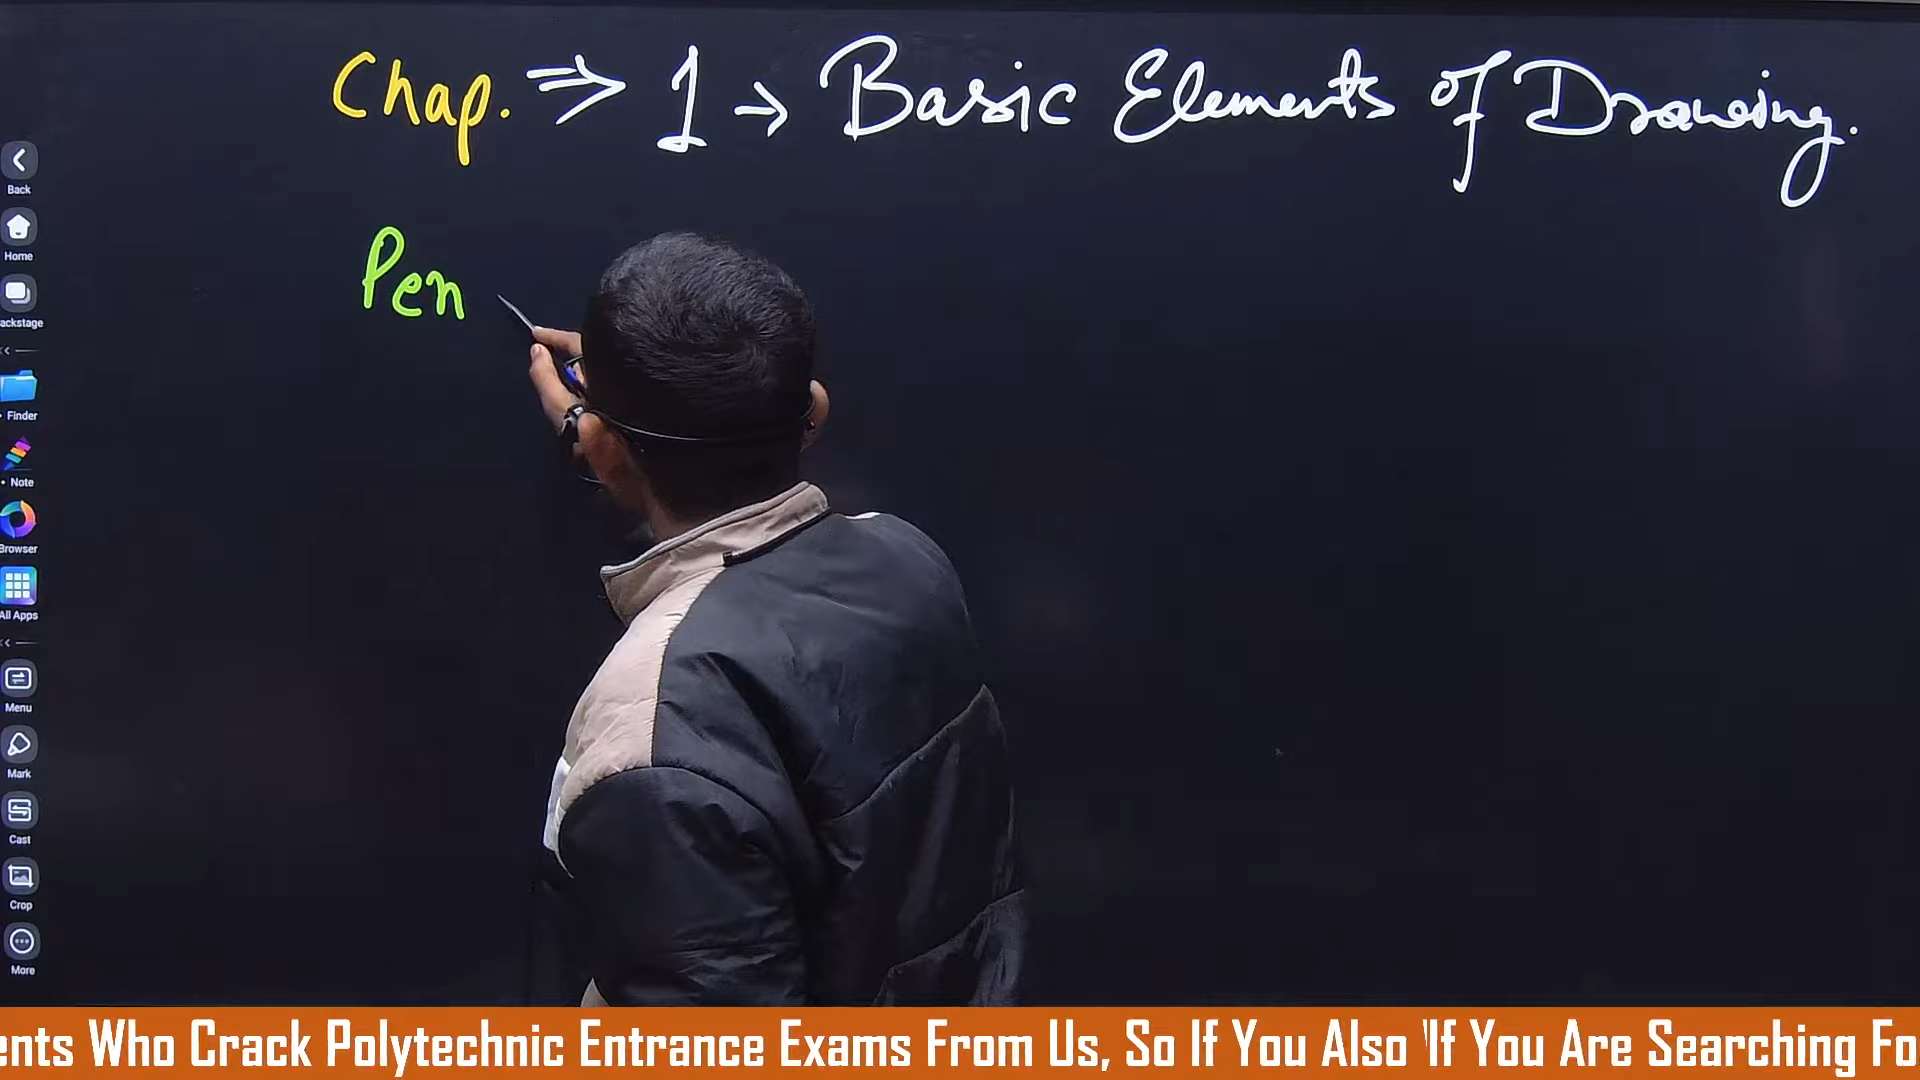 Chap. ⇒ 1 → Basic Elements of Drawing.
Pen
Back
Home
ackstage
Finder
Note
Browser
All Apps
Menu
Mark
Cast
Crop
More
ents Who Crack Polytechnic Entrance Exams From Us, So If You Also 'If You Are Searching Fo